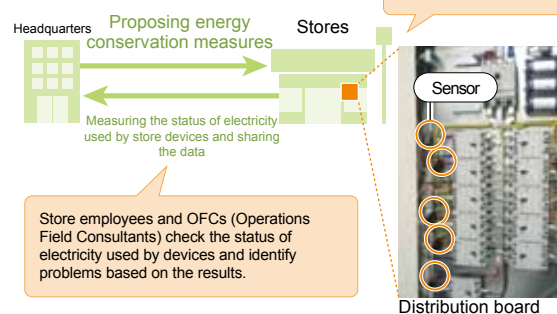 Headquarters
Proposing energy
conservation measures
Stores
Sensor
Measuring the status of electricity
used by store devices and sharing
the data
Store employees and OFCs (Operations
Field Consultants) check the status of
electricity used by devices and identify
problems based on the results.
Distribution board